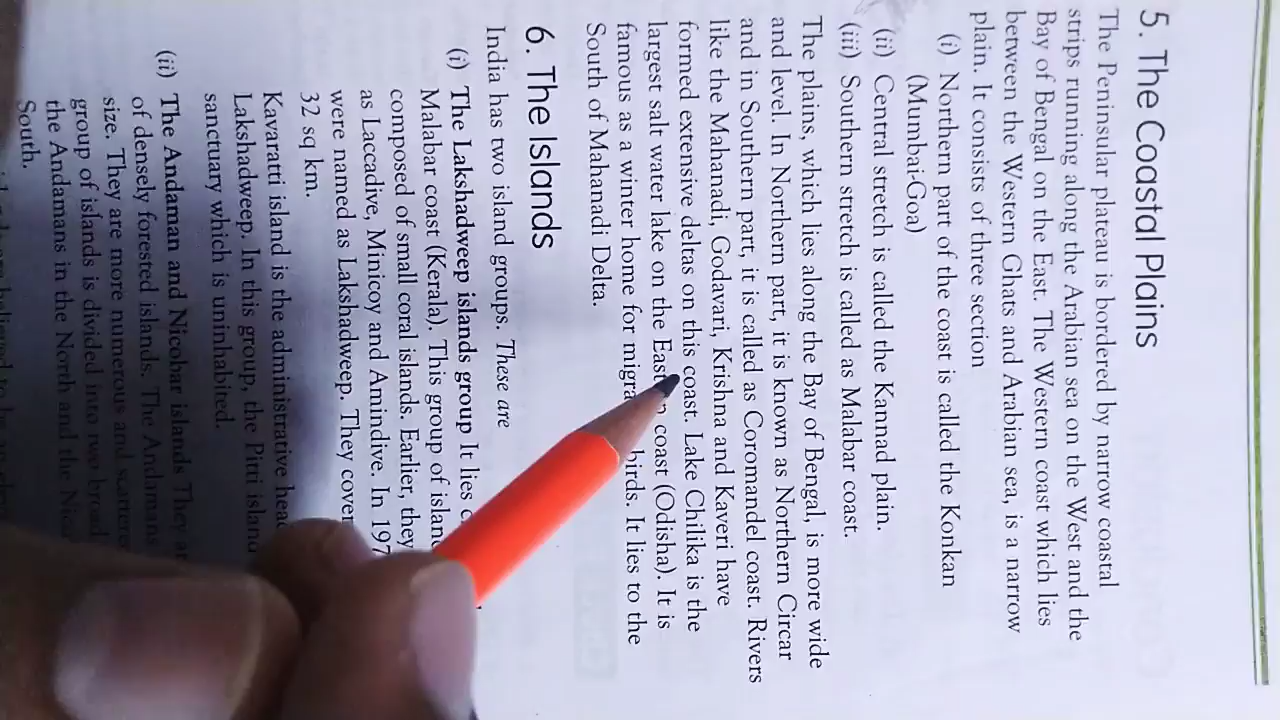 5. The Coastal Plains
The Peninsular plateau is bordered by narrow coastal
strips running along the Arabian sea on the West and the
Bay of Bengal on the East. The Western coast which lies
between the Western Ghats and Arabian sea, is a narrow
plain. It consists of three section
(i) Northern part of the coast is called the Konkan
(Mumbai-Goa)
(ii) Central stretch is called the Kannad plain.
(iii) Southern stretch is called as Malabar coast.
The plains, which lies along the Bay of Bengal, is more wide
and level. In Northern part, it is known as Northern Circar
and in Southern part, it is called as Coromandel coast. Rivers
like the Mahanadi, Godavari, Krishna and Kaveri have
formed extensive deltas on this coast. Lake Chilika is the
largest salt water lake on the coast (Odisha). It is
famous as a winter home for birds. It lies to the
South of Mahanadi Delta.
6. The Islands
India has two island groups. These are
(i) The Lakshadweep islands group It lies
Malabar coast (Kerala). This group of
composed of small coral islands. Earlier, they
as Laccadive, Minicoy and Amindive. In
were named as Lakshadweep. They cover
32 sq km.
Kavaratti island is the administrative
Lakshadweep. In this group, the Pitti island
sanctuary which is uninhabited.
(ii) The Andaman and Nicobar islands They
of densely forested islands. The Andamans
size. They are more numerous and
group of islands is divided into two broad
the Andamans in the North and the
South.